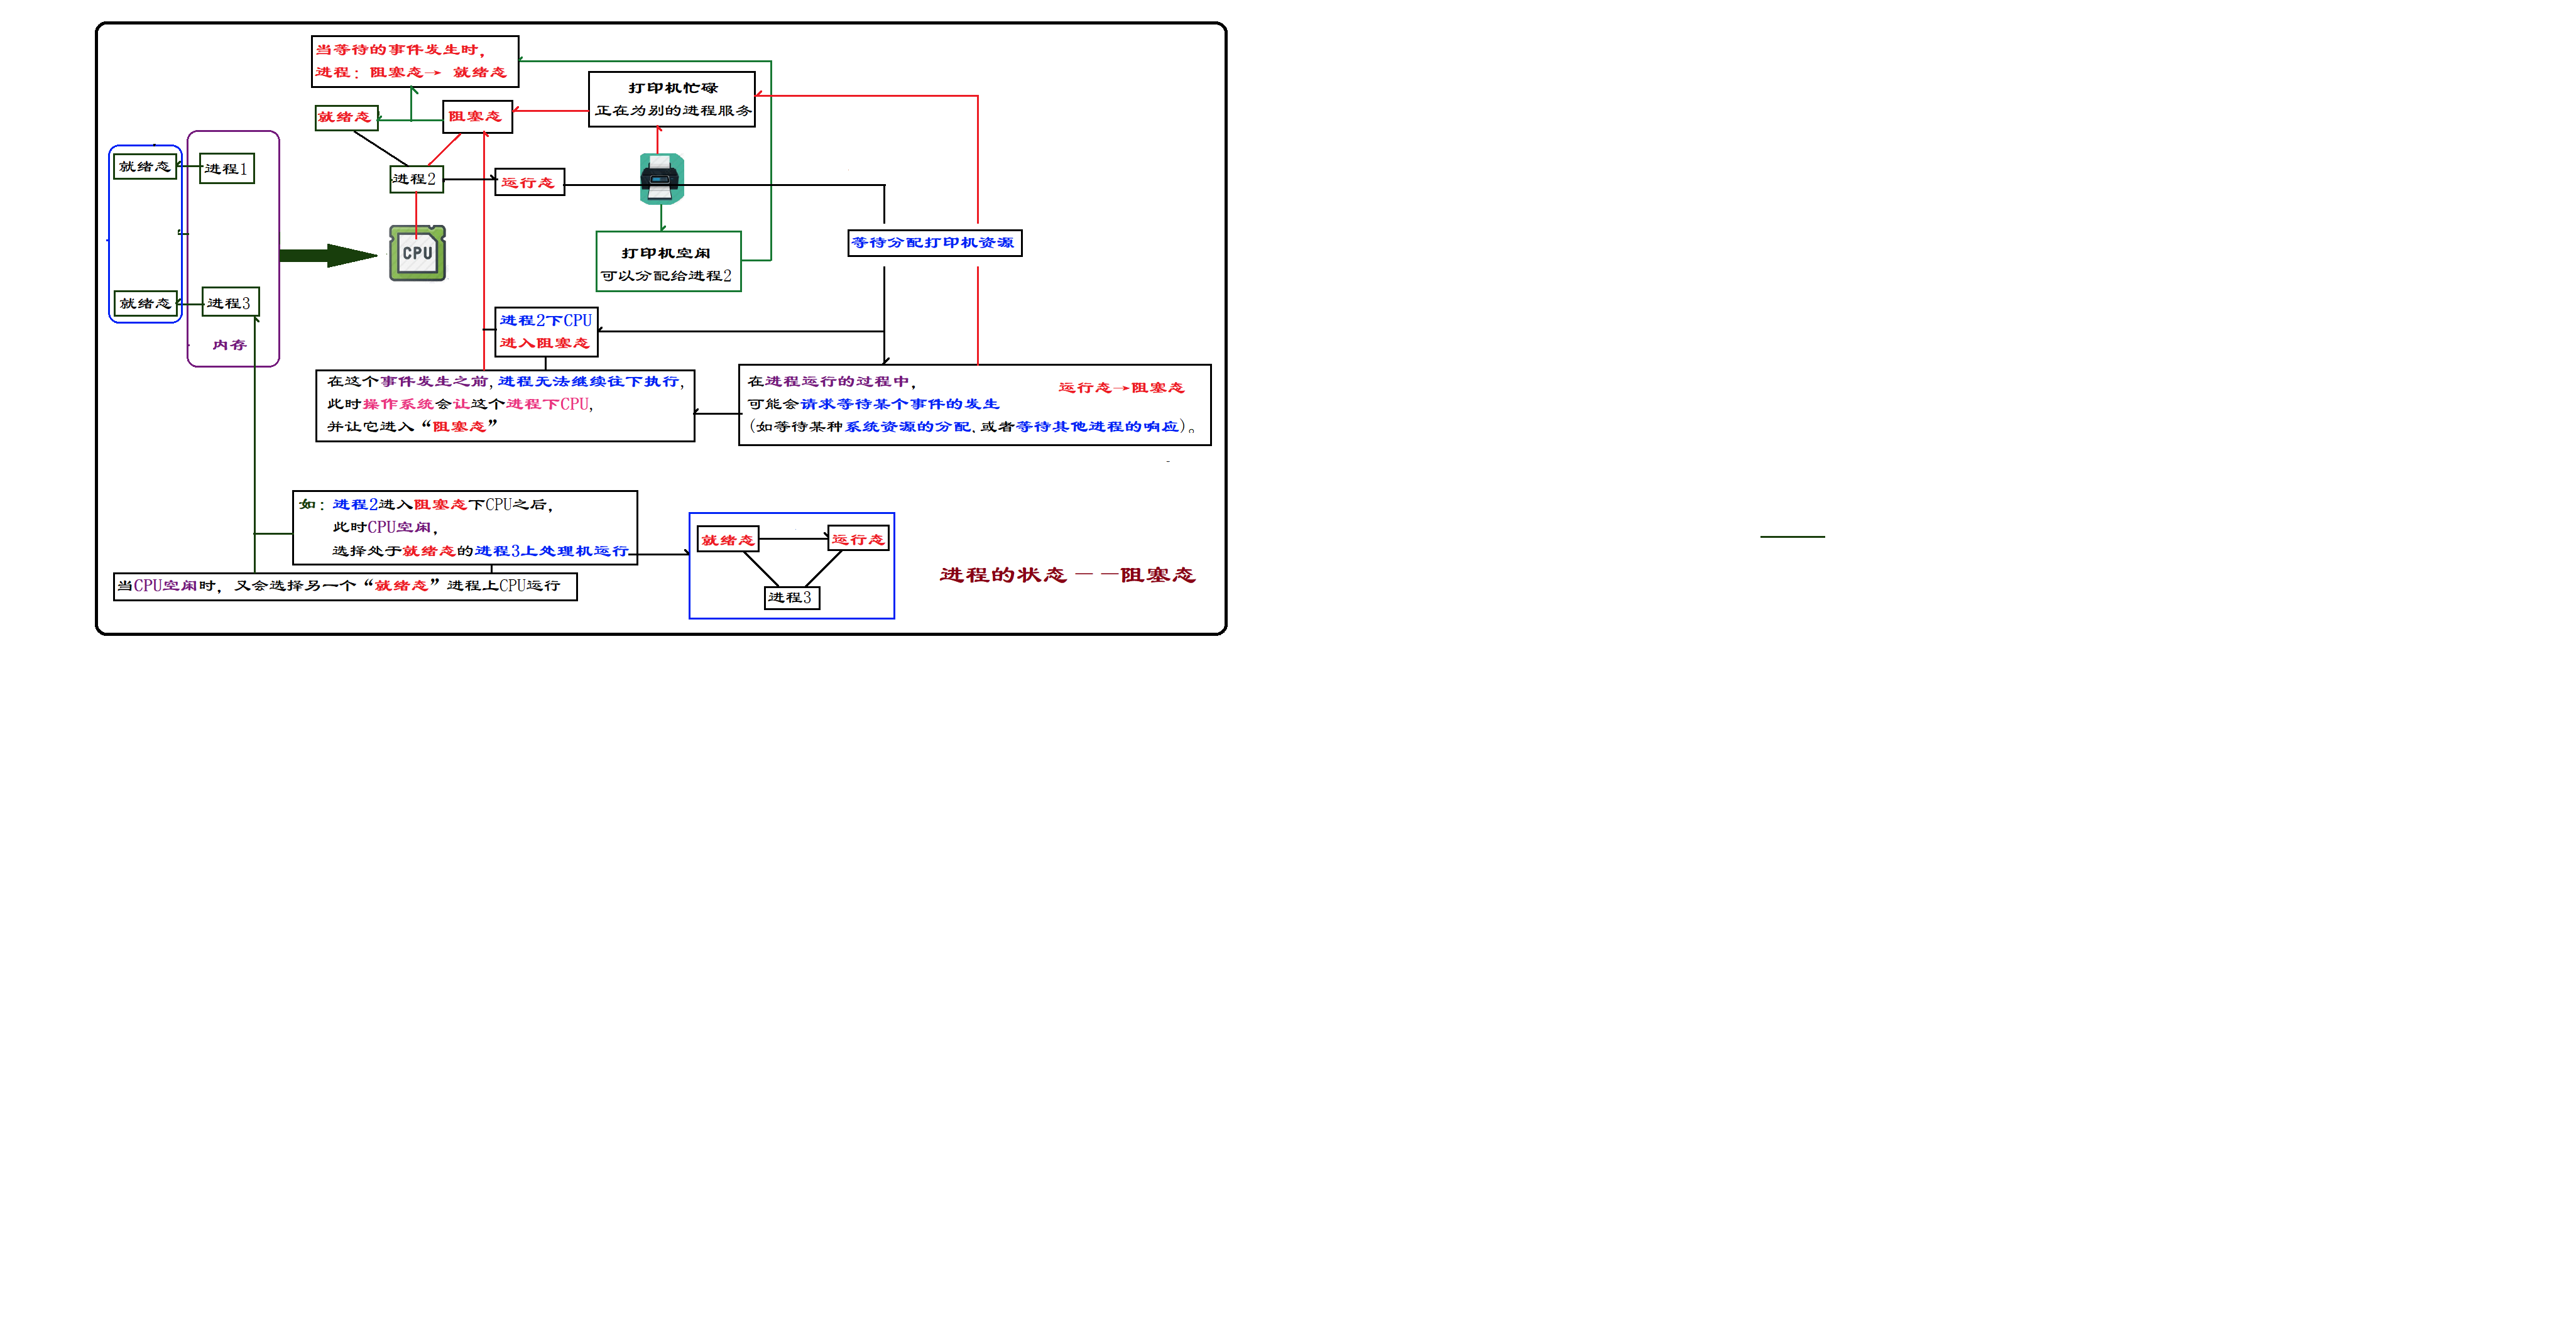 当等待的事件发生时，
进程：阻塞态→ 就绪态
打印机忙碌
正在为别的进程服务
就绪态
阻塞态
就绪态
进程1
进程2
运行态
CPU
打印机空闲
可以分配给进程2
等待分配打印机资源
就绪态
进程3
内存
进程2下CPU
进入阻塞态
在这个事件发生之前，进程无法继续往下执行，
此时操作系统会让这个进程下CPU，
并让它进入“阻塞态”
在进程运行的过程中，
运行态→阻塞态
可能会请求等待某个事件的发生
(如等待某种系统资源的分配，或者等待其他进程的响应)。
如：进程2进入阻塞态下CPU之后，
此时CPU空闲，
选择处于就绪态的进程3上处理机运行
当CPU空闲时，又会选择另一个“就绪态”进程上CPU运行
就绪态
运行态
进程3
进程的状态——阻塞态